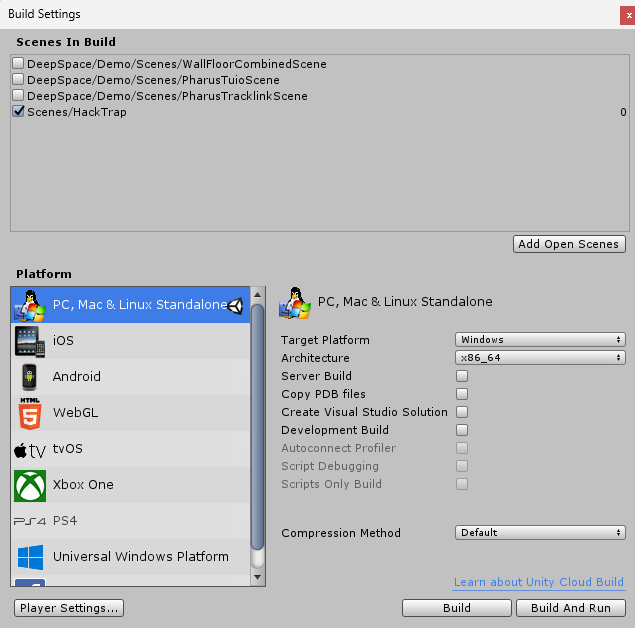 Build Settings
x
Scenes In Build
DeepSpace/Demo/Scenes/WallFloorCombinedScene
DeepSpace/Demo/Scenes/PharusTuioScene
DeepSpace/Demo/Scenes/PharusTracklinkScene
Scenes/HackTrap 0
Add Open Scenes
Platform
PC, Mac & Linux Standalone
iOS
Android
HTML
5
WebGL
tv
tvOS
Xbox One
PS4
PS4
Universal Windows Platform
Player Settings...
PC, Mac & Linux Standalone
Target Platform Windows
Architecture x86_64
Server Build
Copy PDB files
Create Visual Studio Solution
Development Build
Autoconnect Profiler
Script Debugging
Scripts Only Build
Compression Method Default
Learn about Unity Cloud Build
Build
Build And Run